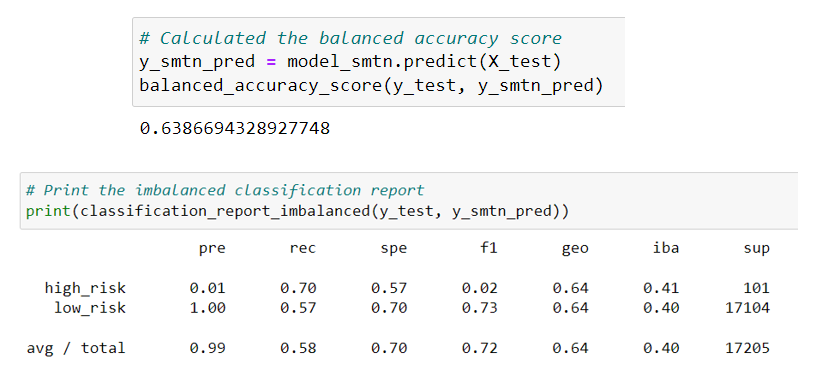 # Calculated the balanced accuracy score
y_smtn_pred = model_smtn.predict(X_test)
balanced_accuracy_score(y_test, y_smtn_pred)
0.6386694328927748
# Print the imbalanced classification report
print(classification_report_imbalanced(y_test, y_smtn_pred))
pre rec spe f1 geo iba sup
high_risk 0.01 0.70 0.57 0.02 0.64 0.41 101
low_risk 1.00 0.57 0.70 0.73 0.64 0.40 17104
avg / total 0.99 0.58 0.70 0.72 0.64 0.40 17205